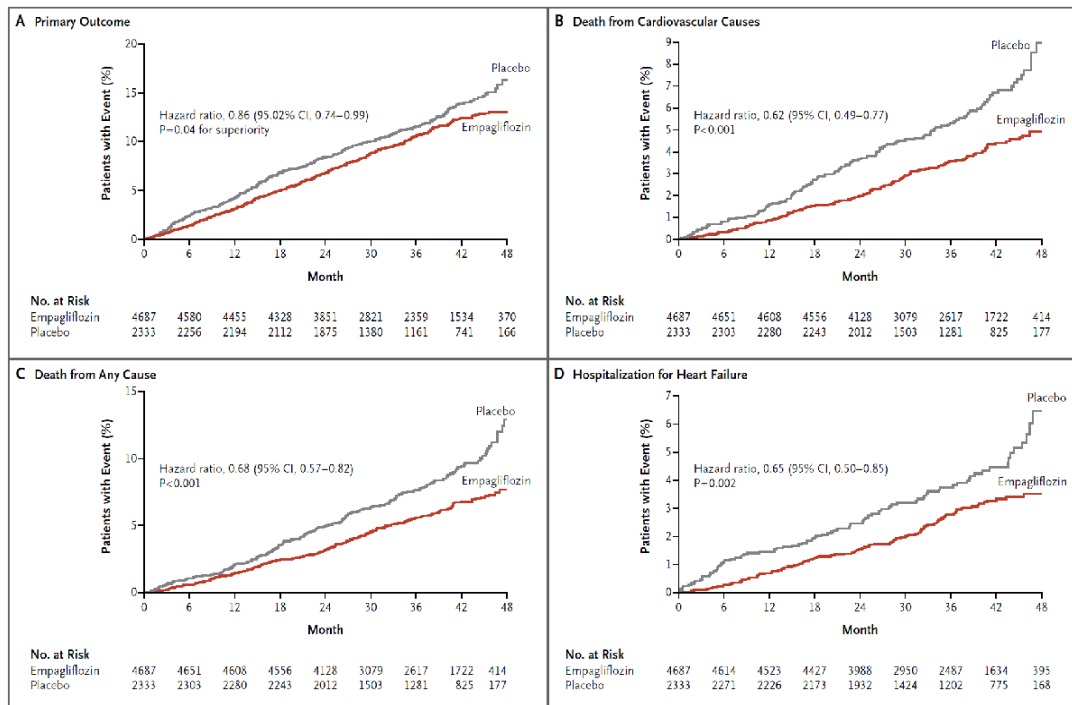 A Primary Outcome
20
15
10
5
0
Patients with Event (%)
Placebo
Hazard ratio, 0.86 (95.02% CI, 0.74–0.99)
P=0.04 for superiority
Empagliflozin
0 6 12 18 24 30 36 42 48
Month
No. at Risk
Empagliflozin 4687 4580 4455 4328 3851 2821 2359 1534 370
Placebo 2333 2256 2194 2112 1875 1380 1161 741 166
B Death from Cardiovascular Causes
9
8
7
6
5
4
3
2
1
0
Patients with Event (%)
Placebo
Hazard ratio, 0.62 (95% CI, 0.49–0.77)
P<0.001
Empagliflozin
0 6 12 18 24 30 36 42 48
Month
No. at Risk
Empagliflozin 4687 4651 4608 4556 4128 3079 2617 1722 414
Placebo 2333 2303 2280 2243 2012 1503 1281 825 177
C Death from Any Cause
15
10
5
0
Patients with Event (%)
Placebo
Hazard ratio, 0.68 (95% CI, 0.57–0.82)
P<0.001
Empagliflozin
0 6 12 18 24 30 36 42 48
Month
No. at Risk
Empagliflozin 4687 4651 4608 4556 4128 3079 2617 1722 414
Placebo 2333 2303 2280 2243 2012 1503 1281 825 177
D Hospitalization for Heart Failure
7
6
5
4
3
2
1
0
Patients with Event (%)
Placebo
Hazard ratio, 0.65 (95% CI, 0.50–0.85)
P=0.002
Empagliflozin
0 6 12 18 24 30 36 42 48
Month
No. at Risk
Empagliflozin 4687 4614 4523 4427 3988 2950 2487 1634 395
Placebo 2333 2271 2226 2173 1932 1424 1202 775 168